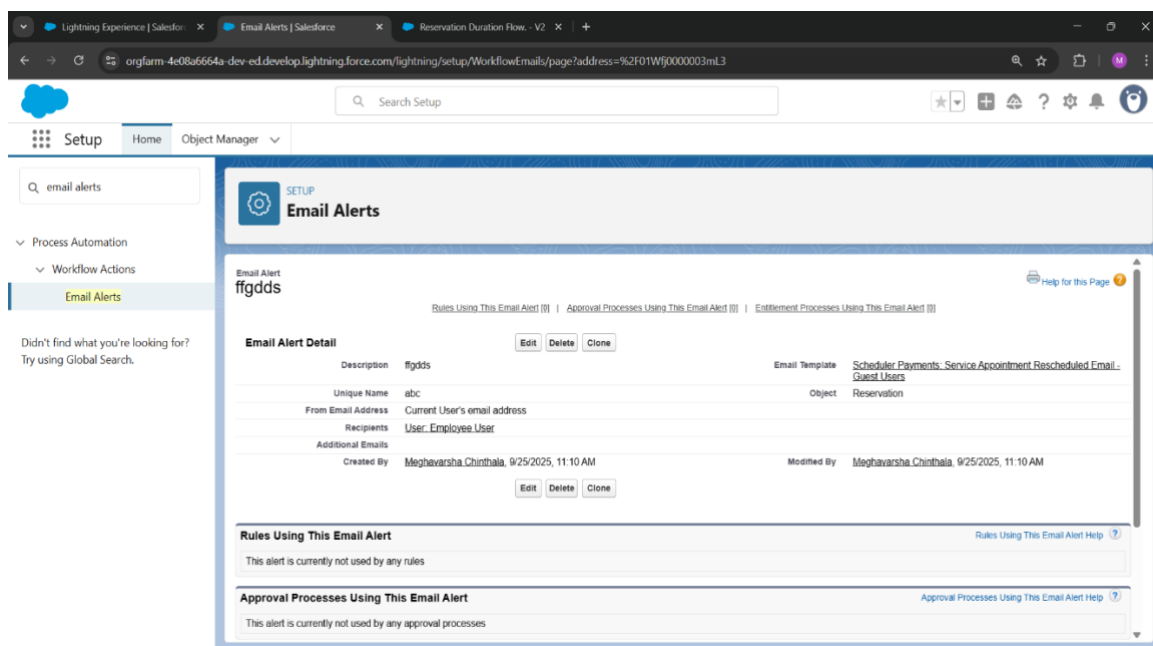 Lightning Experience | Salesforc
Email Alerts | Salesforce
Reservation Duration Flow. - V2
orgfarm-4e08a6664a-dev-ed.develop.lightning.force.com/lightning/setup/WorkflowEmails/page?address=%2F01Wfj0000003mL3
M
Search Setup
Setup
Home
Object Manager
email alerts
Process Automation
Workflow Actions
Email Alerts
Didn't find what you're looking for?
Try using Global Search.
SETUP
Email Alerts
Email Alert
ffgdds
Help for this Page
Rules Using This Email Alert [0] | Approval Processes Using This Email Alert [0] | Entitlement Processes Using This Email Alert [0]
Email Alert Detail
Edit Delete Clone
Description ffgdds
Email Template Scheduler Payments: Service Appointment Rescheduled Email -
Guest Users
Unique Name abc
Object Reservation
From Email Address Current User's email address
Recipients User: Employee User
Additional Emails
Created By Meghavarsha Chinthala, 9/25/2025, 11:10 AM
Modified By Meghavarsha Chinthala, 9/25/2025, 11:10 AM
Edit Delete Clone
Rules Using This Email Alert
Rules Using This Email Alert Help ?
This alert is currently not used by any rules
Approval Processes Using This Email Alert
Approval Processes Using This Email Alert Help ?
This alert is currently not used by any approval processes